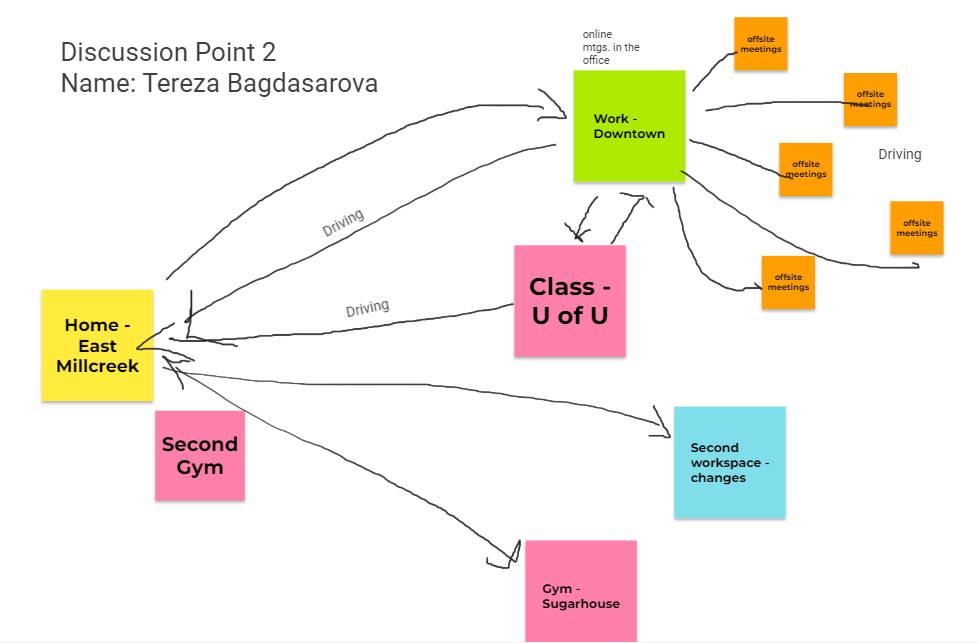 Discussion Point 2
Name: Tereza Bagdasarova
online
mtgs. in the
office
Work -
Downtown
offsite
meetings
offsite
meetings
offsite
meetings
Driving
offsite
meetings
offsite
meetings
Driving
Class -
U of U
Driving
Home -
East
Millcreek
Second
Gym
Second
workspace -
changes
Gym -
Sugarhouse